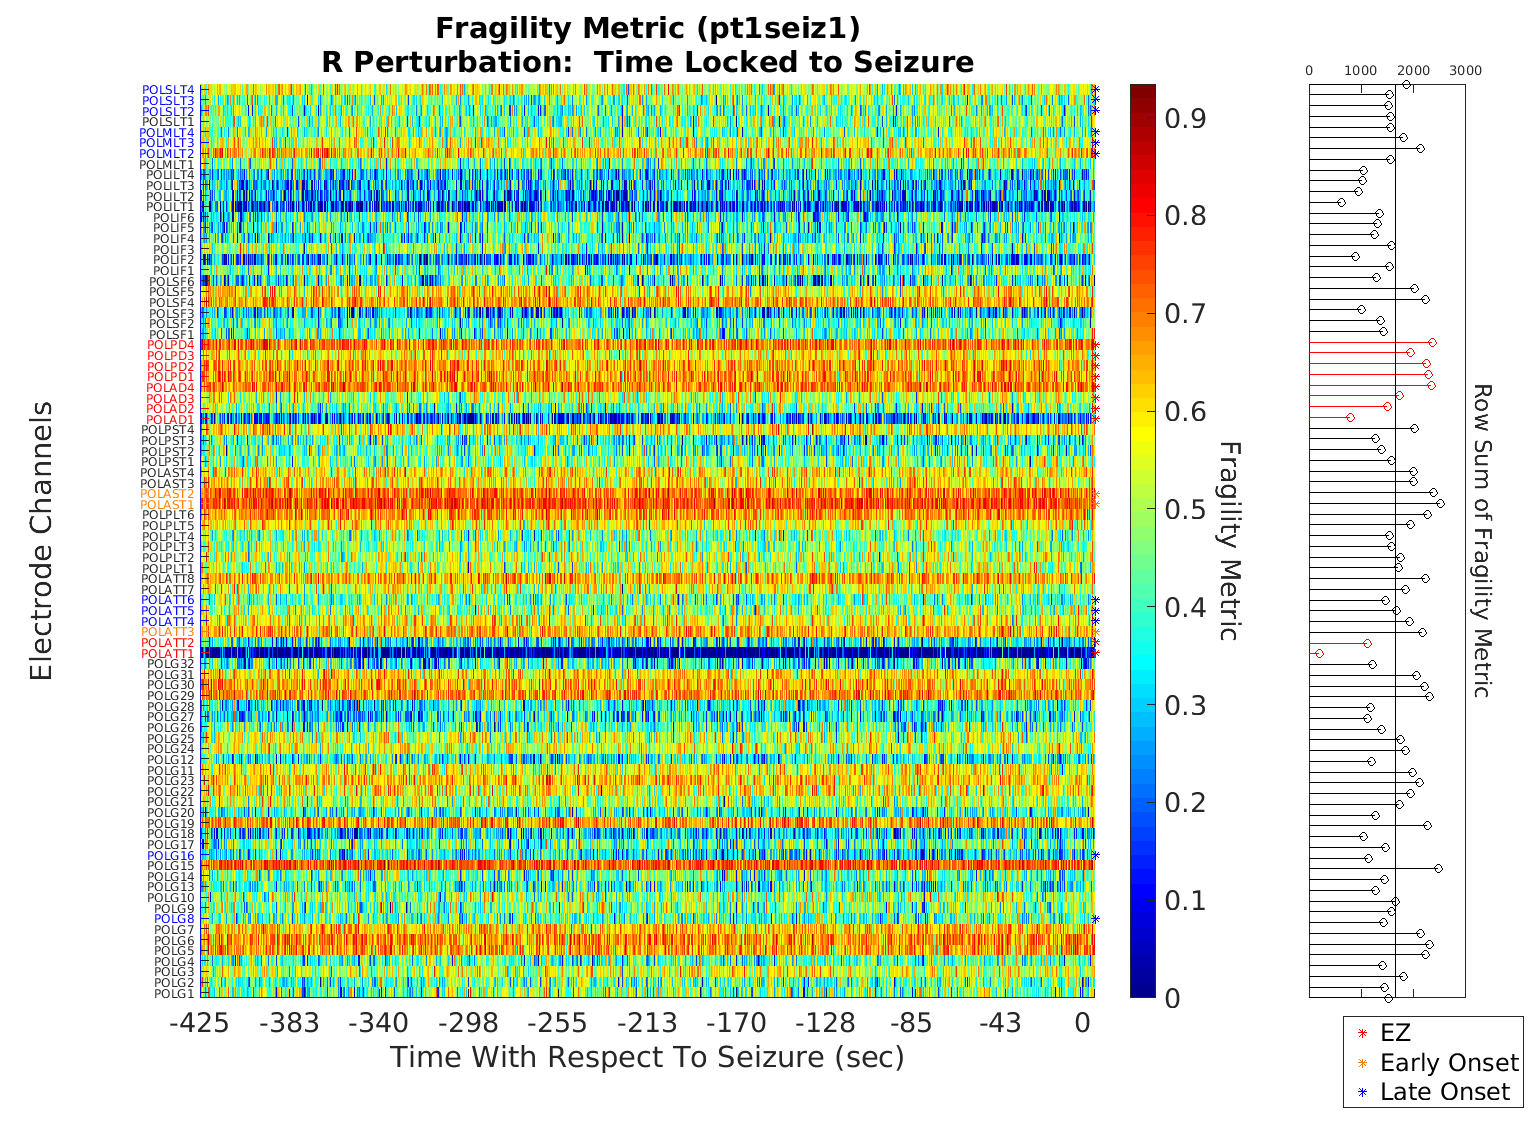 Fragility Metric (pt1seiz1)
R Perturbation:  Time Locked to Seizure
Electrode Channels
POLSLT4
POLSLT3
POLSLT2
POLSLT1
POLMLT4
POLMLT3
POLMLT2
POLMLT1
POLILT4
POLILT3
POLILT2
POLILT1
POLIF6
POLIF5
POLIF4
POLIF3
POLIF2
POLIF1
POLSF6
POLSF5
POLSF4
POLSF3
POLSF2
POLSF1
POLPD4
POLPD3
POLPD2
POLPD1
POLAD4
POLAD3
POLAD2
POLAD1
POLPST4
POLPST3
POLPST2
POLPST1
POLAST4
POLAST3
POLAST2
POLAST1
POLPLT6
POLPLT5
POLPLT4
POLPLT3
POLPLT2
POLPLT1
POLATT8
POLATT7
POLATT6
POLATT5
POLATT4
POLATT3
POLATT2
POLATT1
POLG32
POLG31
POLG30
POLG29
POLG28
POLG27
POLG26
POLG25
POLG24
POLG12
POLG11
POLG23
POLG22
POLG21
POLG20
POLG19
POLG18
POLG17
POLG16
POLG15
POLG14
POLG13
POLG10
POLG9
POLG8
POLG7
POLG6
POLG5
POLG4
POLG3
POLG2
POLG1
-425 -383 -340 -298 -255 -213 -170 -128 -85 -43 0
Time With Respect To Seizure (sec)
0.9
0.8
0.7
0.6
0.5
0.4
0.3
0.2
0.1
0
Fragility Metric
0 1000 2000 3000
Row Sum of Fragility Metric
EZ
Early Onset
Late Onset